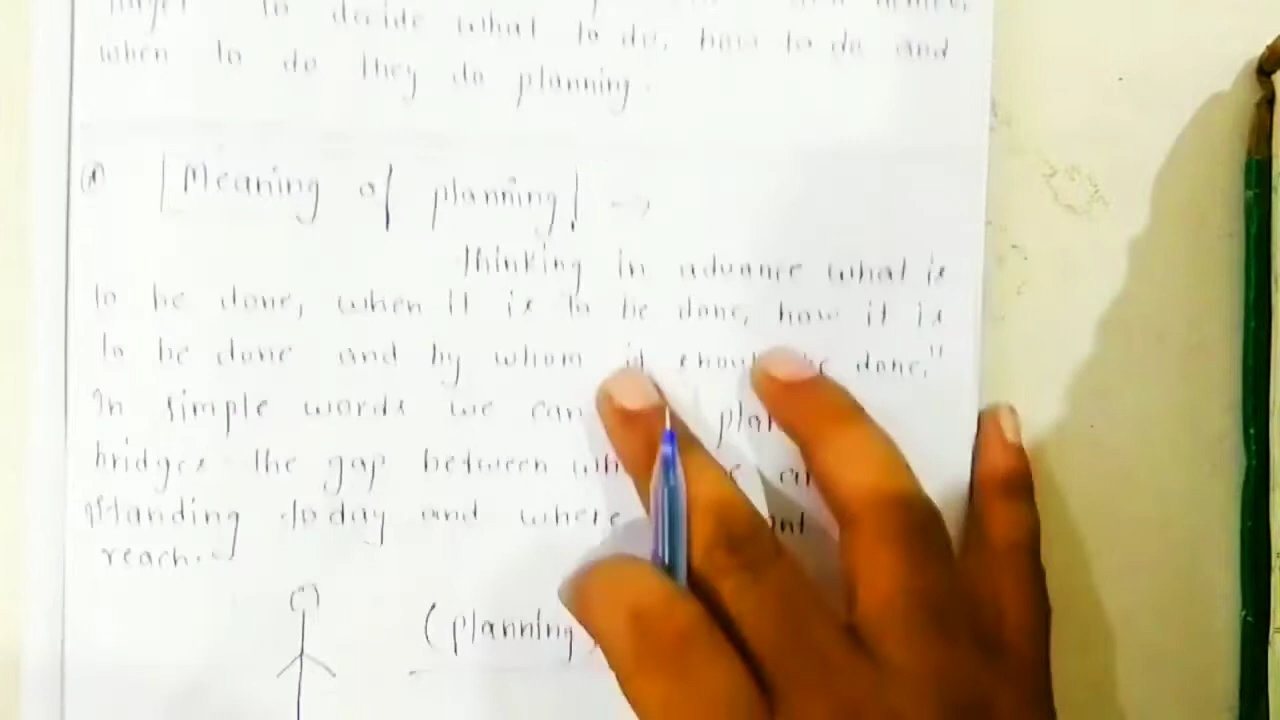 to decide what to do, how to do and
when to do they do planning.
Meaning of planning →
Thinking in advance what is
to be done, when it is to be done, how it is
to be done and by whom it should be done."
In simple words we can
bridges the gap between
standing today and where
reach
(planning)